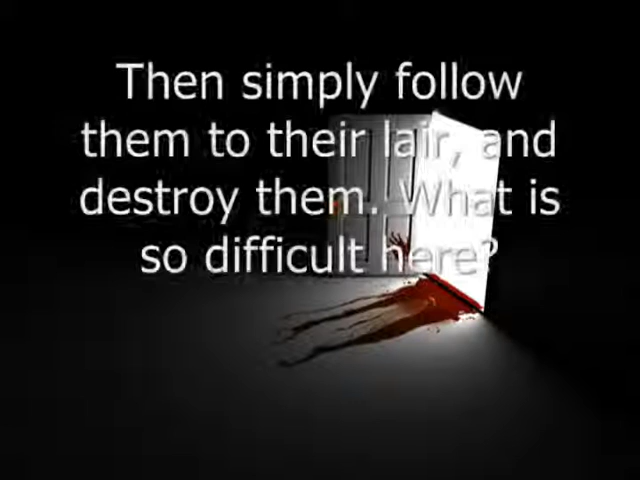 Then simply follow
them to their lair, and
destroy them. What is
so difficult here?